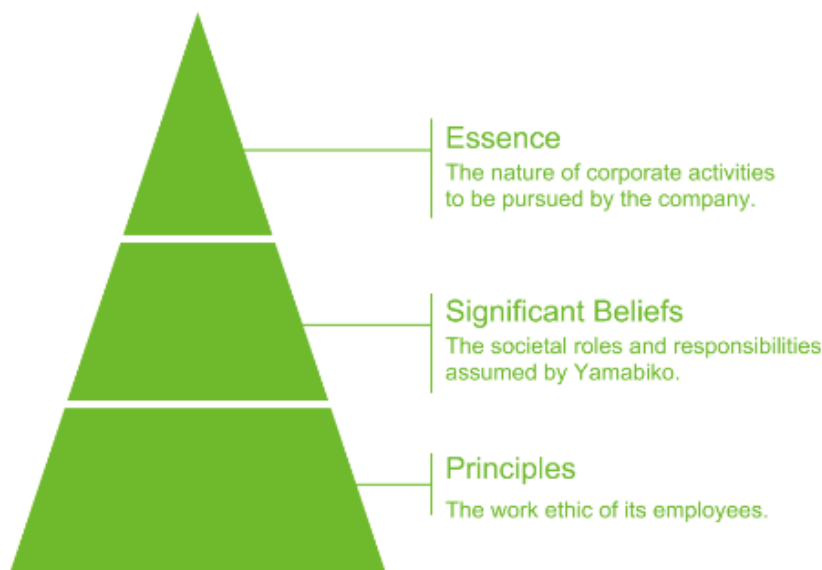 Essence
The nature of corporate activities
to be pursued by the company.
Significant Beliefs
The societal roles and responsibilities
assumed by Yamabiko.
Principles
The work ethic of its employees.